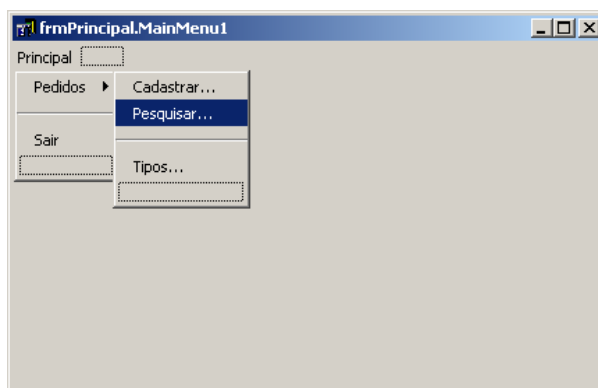 frmPrincipal.MainMenu1
Principal
Pedidos
Cadastrar...
Pesquisar...
Sair
Tipos...